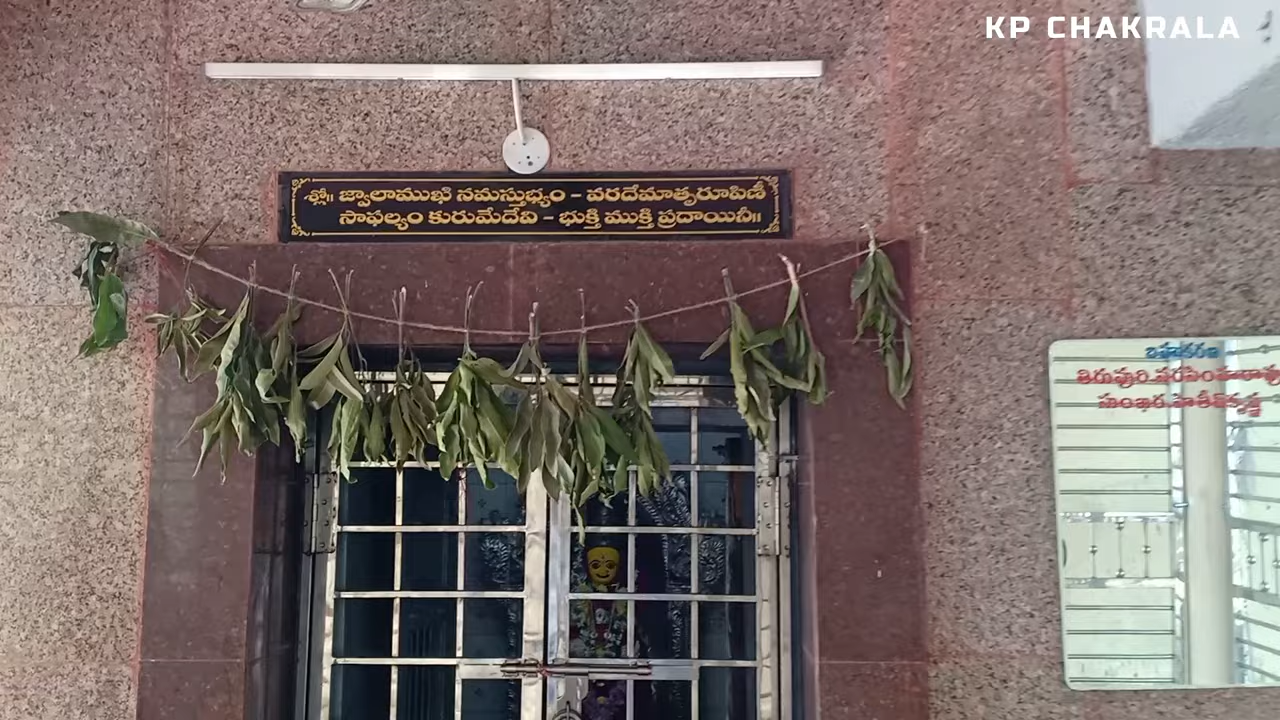 KP CHAKRALA
శ్లో॥ జ్వాలాముఖీ నమస్తుభ్యం - వరదేమాతృరూపిణీ
సాఫల్యం కురుమేదేవి - భుక్తి ముక్తి ప్రదాయినీ॥